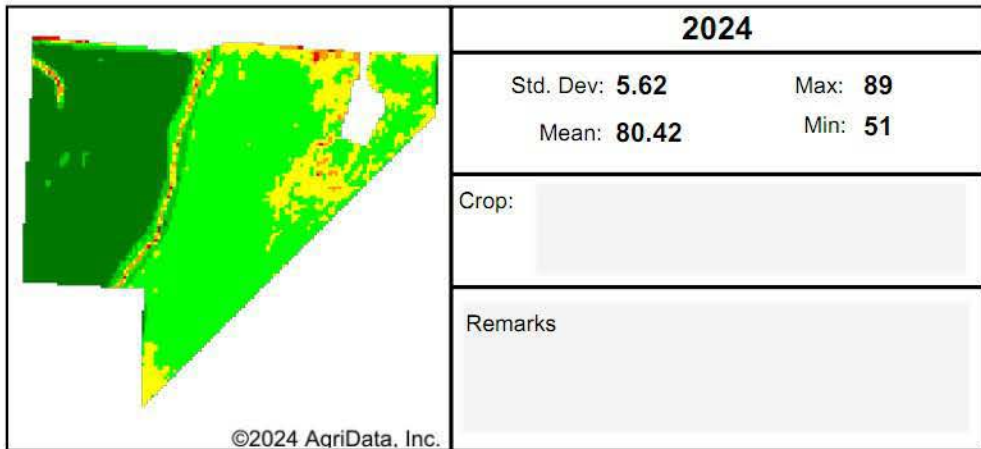 2024
Std. Dev: 5.62 Max: 89
Mean: 80.42 Min: 51
Crop:
Remarks
©2024 AgriData, Inc.